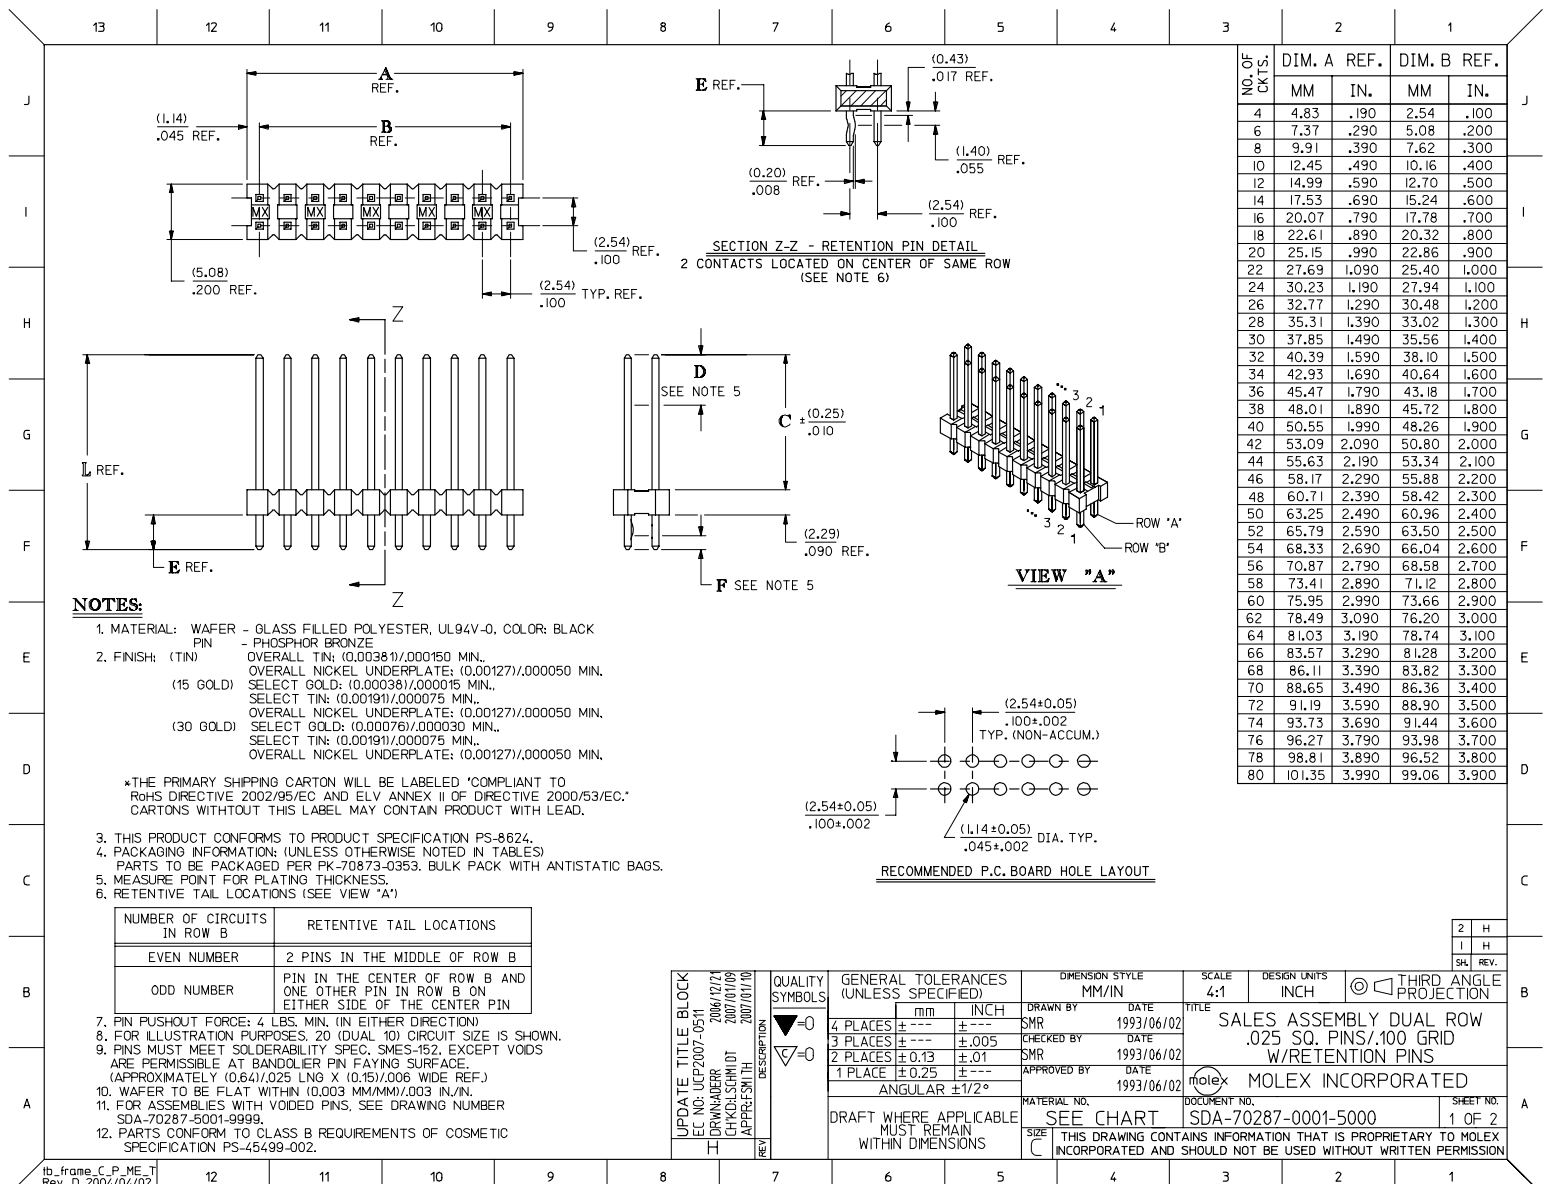 13 12 11 10 9 8 7 6 5 4 3 2 1
J
I
H
G
F
E
D
C
B
A
A
REF.
B
REF.
(1.14)
.045 REF.
MX MX MX MX MX
(5.08)
.200 REF.
(2.54)
.100 REF.
(2.54)
.100 TYP. REF.
E REF.
(0.43)
.017 REF.
(1.40)
.055 REF.
(0.20)
.008 REF.
(2.54)
.100 REF.
SECTION Z-Z - RETENTION PIN DETAIL
2 CONTACTS LOCATED ON CENTER OF SAME ROW
(SEE NOTE 6)
Z
Z
L REF.
E REF.
D
SEE NOTE 5
C ±(0.25)
.010
(2.29)
.090 REF.
F SEE NOTE 5
... 3 2 1
... 3 2 1
ROW "A"
ROW "B"
VIEW "A"
NO. OF CKTS. DIM. A REF. DIM. B REF.
MM IN. MM IN.
4 4.83 .190 2.54 .100
6 7.37 .290 5.08 .200
8 9.91 .390 7.62 .300
10 12.45 .490 10.16 .400
12 14.99 .590 12.70 .500
14 17.53 .690 15.24 .600
16 20.07 .790 17.78 .700
18 22.61 .890 20.32 .800
20 25.15 .990 22.86 .900
22 27.69 1.090 25.40 1.000
24 30.23 1.190 27.94 1.100
26 32.77 1.290 30.48 1.200
28 35.31 1.390 33.02 1.300
30 37.85 1.490 35.56 1.400
32 40.39 1.590 38.10 1.500
34 42.93 1.690 40.64 1.600
36 45.47 1.790 43.18 1.700
38 48.01 1.890 45.72 1.800
40 50.55 1.990 48.26 1.900
42 53.09 2.090 50.80 2.000
44 55.63 2.190 53.34 2.100
46 58.17 2.290 55.88 2.200
48 60.71 2.390 58.42 2.300
50 63.25 2.490 60.96 2.400
52 65.79 2.590 63.50 2.500
54 68.33 2.690 66.04 2.600
56 70.87 2.790 68.58 2.700
58 73.41 2.890 71.12 2.800
60 75.95 2.990 73.66 2.900
62 78.49 3.090 76.20 3.000
64 81.03 3.190 78.74 3.100
66 83.57 3.290 81.28 3.200
68 86.11 3.390 83.82 3.300
70 88.65 3.490 86.36 3.400
72 91.19 3.590 88.90 3.500
74 93.73 3.690 91.44 3.600
76 96.27 3.790 93.98 3.700
78 98.81 3.890 96.52 3.800
80 101.35 3.990 99.06 3.900
NOTES:
1. MATERIAL: WAFER - GLASS FILLED POLYESTER, UL94V-0, COLOR: BLACK
PIN - PHOSPHOR BRONZE
2. FINISH: (TIN) OVERALL TIN: (0.00381)/.000150 MIN.,
OVERALL NICKEL UNDERPLATE: (0.00127)/.000050 MIN.
(15 GOLD) SELECT GOLD: (0.00038)/.000015 MIN.,
SELECT TIN: (0.00191)/.000075 MIN.,
OVERALL NICKEL UNDERPLATE: (0.00127)/.000050 MIN.
(30 GOLD) SELECT GOLD: (0.00076)/.000030 MIN.,
SELECT TIN: (0.00191)/.000075 MIN.,
OVERALL NICKEL UNDERPLATE: (0.00127)/.000050 MIN.
*THE PRIMARY SHIPPING CARTON WILL BE LABELED "COMPLIANT TO
RoHS DIRECTIVE 2002/95/EC AND ELV ANNEX II OF DIRECTIVE 2000/53/EC."
CARTONS WITHOUT THIS LABEL MAY CONTAIN PRODUCT WITH LEAD.
3. THIS PRODUCT CONFORMS TO PRODUCT SPECIFICATION PS-8624.
4. PACKAGING INFORMATION: (UNLESS OTHERWISE NOTED IN TABLES)
PARTS TO BE PACKAGED PER PK-70873-0353. BULK PACK WITH ANTISTATIC BAGS.
5. MEASURE POINT FOR PLATING THICKNESS.
6. RETENTIVE TAIL LOCATIONS (SEE VIEW "A")
NUMBER OF CIRCUITS IN ROW B RETENTIVE TAIL LOCATIONS
EVEN NUMBER 2 PINS IN THE MIDDLE OF ROW B
ODD NUMBER PIN IN THE CENTER OF ROW B AND
ONE OTHER PIN IN ROW B ON
EITHER SIDE OF THE CENTER PIN
7. PIN PUSHOUT FORCE: 4 LBS. MIN. (IN EITHER DIRECTION)
8. FOR ILLUSTRATION PURPOSES, 20 (DUAL 10) CIRCUIT SIZE IS SHOWN.
9. PINS MUST MEET SOLDERABILITY SPEC. SMES-152, EXCEPT VOIDS
ARE PERMISSIBLE AT BANDOLIER PIN FAYING SURFACE.
(APPROXIMATELY (0.64)/.025 LNG X (0.15)/.006 WIDE REF.)
10. WAFER TO BE FLAT WITHIN (0.003 MM/MM)/.003 IN./IN.
11. FOR ASSEMBLIES WITH VOIDED PINS, SEE DRAWING NUMBER
SDA-70287-5001-9999.
12. PARTS CONFORM TO CLASS B REQUIREMENTS OF COSMETIC
SPECIFICATION PS-45499-002.
(2.54±0.05)
.100±.002
TYP. (NON-ACCUM.)
(2.54±0.05)
.100±.002
(1.14±0.05)
.045±.002 DIA. TYP.
RECOMMENDED P.C. BOARD HOLE LAYOUT
2 H
1 H
SH. REV.
UPDATE TITLE BLOCK
EC NO: UCP2007-0511
DRWN:ADERR 2006/12/21
CH'KD:LSCHMIDT 2007/01/09
APPR:FSMITH 2007/01/10
H
REV DESCRIPTION
QUALITY SYMBOLS
=0
C =0
GENERAL TOLERANCES
(UNLESS SPECIFIED)
mm INCH
4 PLACES ± --- ± ---
3 PLACES ± --- ± .005
2 PLACES ± 0.13 ± .01
1 PLACE ± 0.25 ± ---
ANGULAR ±1/2°
DRAFT WHERE APPLICABLE
MUST REMAIN
WITHIN DIMENSIONS
DIMENSION STYLE
MM/IN
SCALE
4:1
DESIGN UNITS
INCH
THIRD ANGLE PROJECTION
DRAWN BY DATE
SMR 1993/06/02
CHECKED BY DATE
SMR 1993/06/02
APPROVED BY DATE
1993/06/02
TITLE
SALES ASSEMBLY DUAL ROW
.025 SQ. PINS/.100 GRID
W/RETENTION PINS
molex MOLEX INCORPORATED
MATERIAL NO.
SEE CHART
DOCUMENT NO.
SDA-70287-0001-5000
SHEET NO.
1 OF 2
SIZE
C
THIS DRAWING CONTAINS INFORMATION THAT IS PROPRIETARY TO MOLEX
INCORPORATED AND SHOULD NOT BE USED WITHOUT WRITTEN PERMISSION
J
I
H
G
F
E
D
C
B
A
tb_frame_C_P_ME_T
Rev. D 2004/04/02
12 11 10 9 8 7 6 5 4 3 2 1